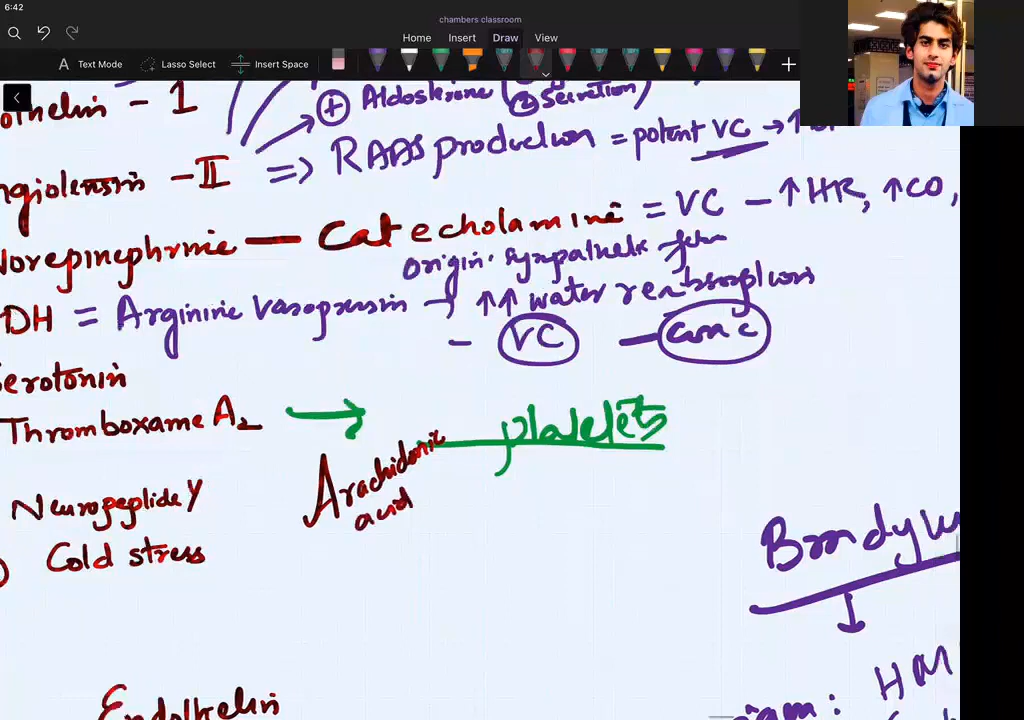 6:42
chambers classroom
Home Insert Draw View
Text Mode Lasso Select Insert Space
othelin - 1
+ Aldosterone (Secretion)
ngiotensin - II => RAAS production = potent VC → ↑
Norepinephrine — Catecholamine = VC - ↑HR, ↑CO,
origin. sympathetic
DH = Arginine Vasopressin → ↑↑ water reabsorption
- VC - conc
Serotonin
Thromboxane A2 → platelets
Arachidonic
acid
Neuropeptide Y
Cold stress
Bradyk
HM
Endothelin